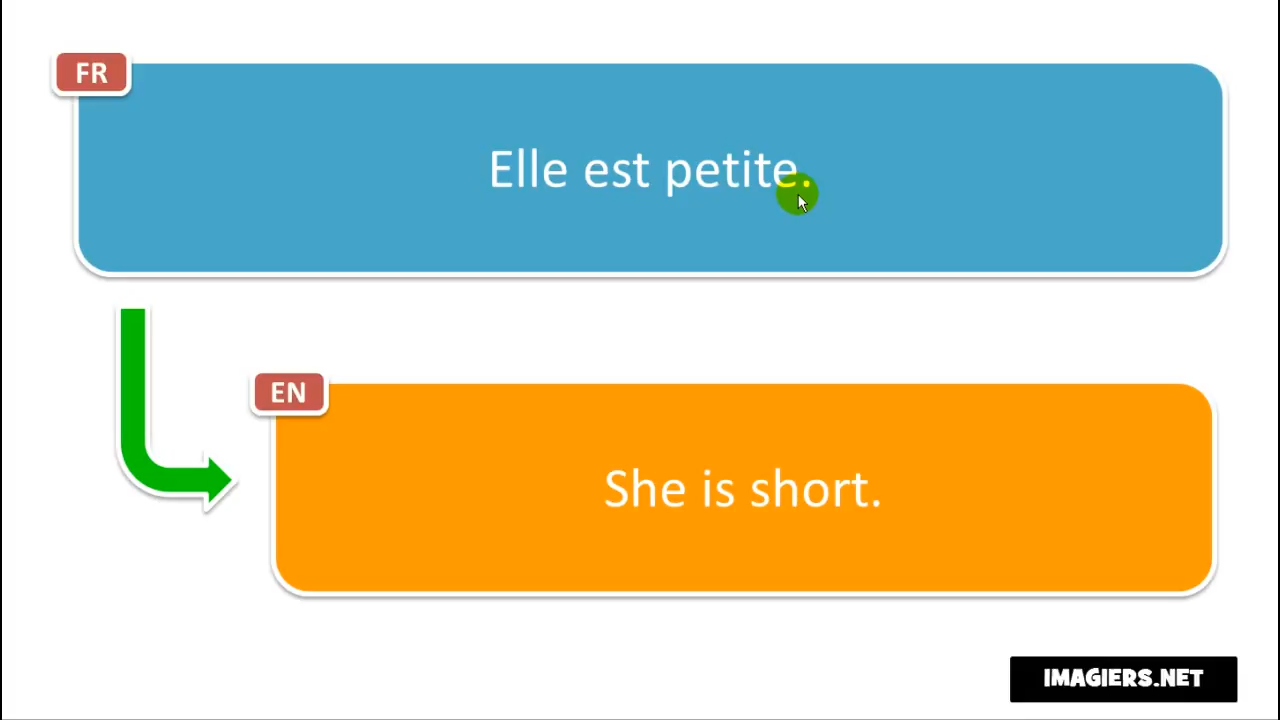 FR
Elle est petite.
EN
She is short.
IMAGIERS.NET